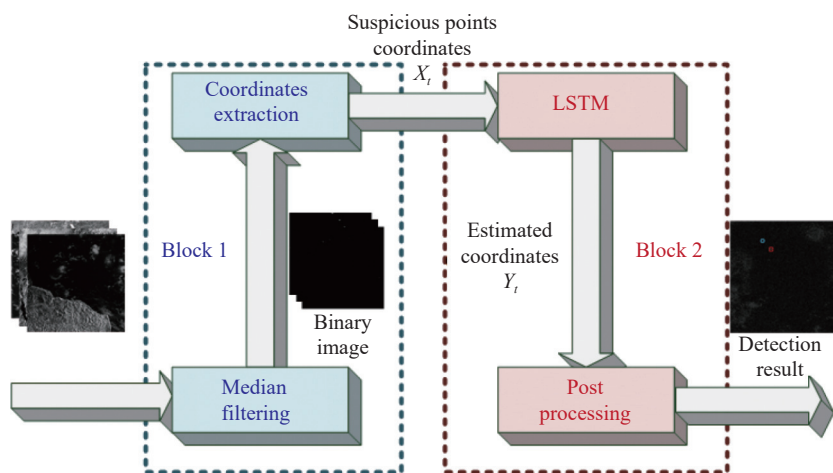 Suspicious points
coordinates
X_t
Coordinates
extraction
LSTM
Block 1
Estimated
coordinates
Y_t
Block 2
Binary
image
Detection
result
Median
filtering
Post
processing